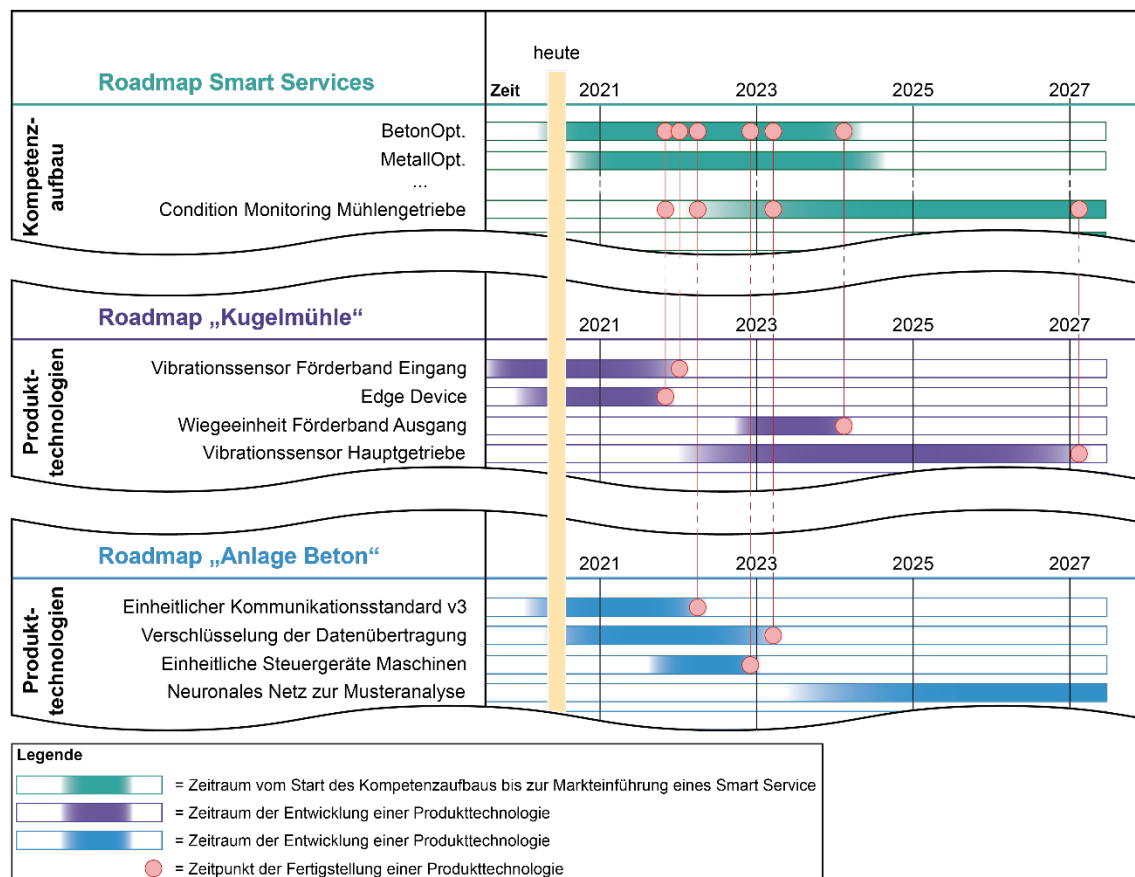 heute
Roadmap Smart Services
Zeit 2021 2023 2025 2027
Kompetenz-
aufbau
BetonOpt.
MetallOpt.
...
Condition Monitoring Mühlengetriebe
Roadmap „Kugelmühle“
2021 2023 2025 2027
Produkt-
technologien
Vibrationssensor Förderband Eingang
Edge Device
Wiegeeinheit Förderband Ausgang
Vibrationssensor Hauptgetriebe
Roadmap „Anlage Beton“
2021 2023 2025 2027
Produkt-
technologien
Einheitlicher Kommunikationsstandard v3
Verschlüsselung der Datenübertragung
Einheitliche Steuergeräte Maschinen
Neuronales Netz zur Musteranalyse
Legende
= Zeitraum vom Start des Kompetenzaufbaus bis zur Markteinführung eines Smart Service
= Zeitraum der Entwicklung einer Produkttechnologie
= Zeitraum der Entwicklung einer Produkttechnologie
= Zeitpunkt der Fertigstellung einer Produkttechnologie